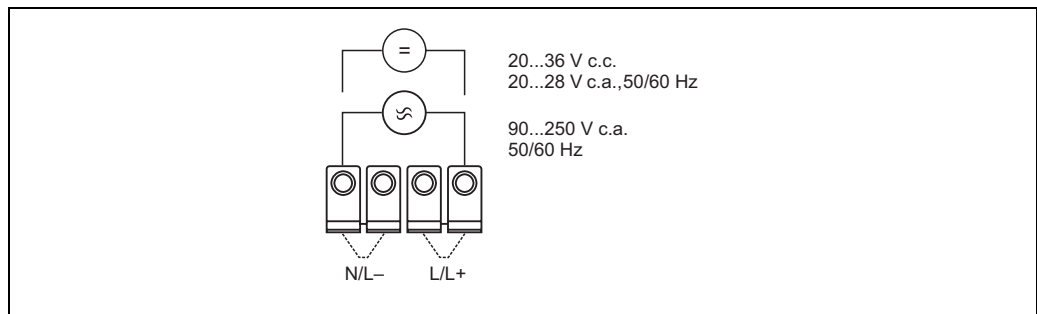 =
20...36 V c.c.
20...28 V c.a.,50/60 Hz
90...250 V c.a.
50/60 Hz
N/L– L/L+